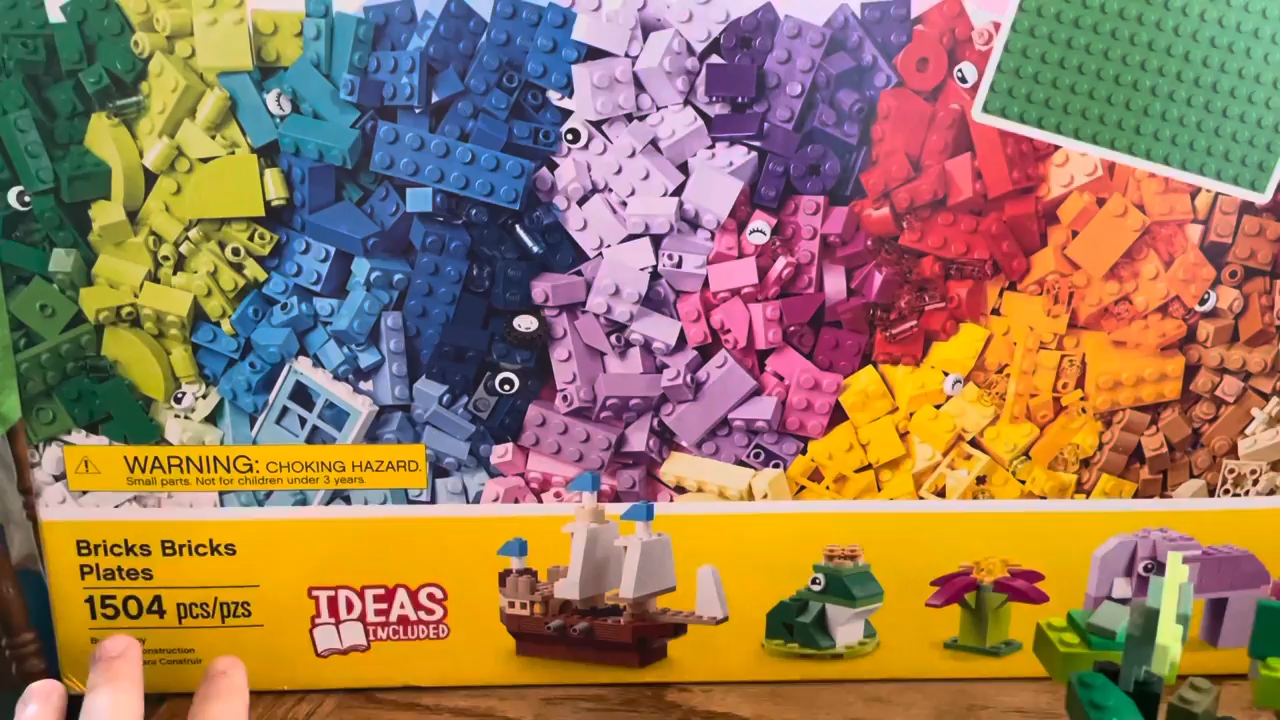 WARNING: CHOKING HAZARD.
Small parts. Not for children under 3 years.
Bricks Bricks
Plates
1504 pcs/pzs
IDEAS
INCLUDED